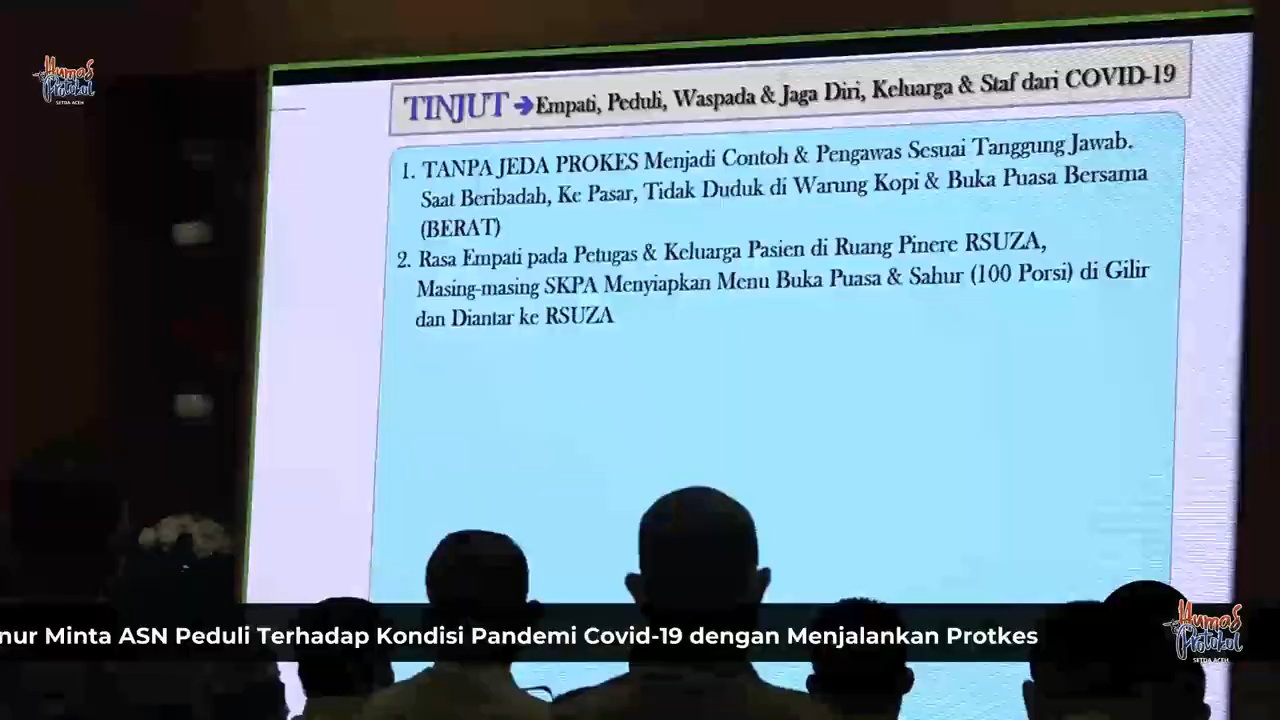 Humas
Protokol
SETDA ACEH
TINJUT ➔ Empati, Peduli, Waspada & Jaga Diri, Keluarga & Staf dari COVID-19
1. TANPA JEDA PROKES Menjadi Contoh & Pengawas Sesuai Tanggung Jawab.
Saat Beribadah, Ke Pasar, Tidak Duduk di Warung Kopi & Buka Puasa Bersama
(BERAT)
2. Rasa Empati pada Petugas & Keluarga Pasien di Ruang Pinere RSUZA,
Masing-masing SKPA Menyiapkan Menu Buka Puasa & Sahur (100 Porsi) di Gilir
dan Diantar ke RSUZA
nur Minta ASN Peduli Terhadap Kondisi Pandemi Covid-19 dengan Menjalankan Protkes
Humas
Protokol
SETDA ACEH